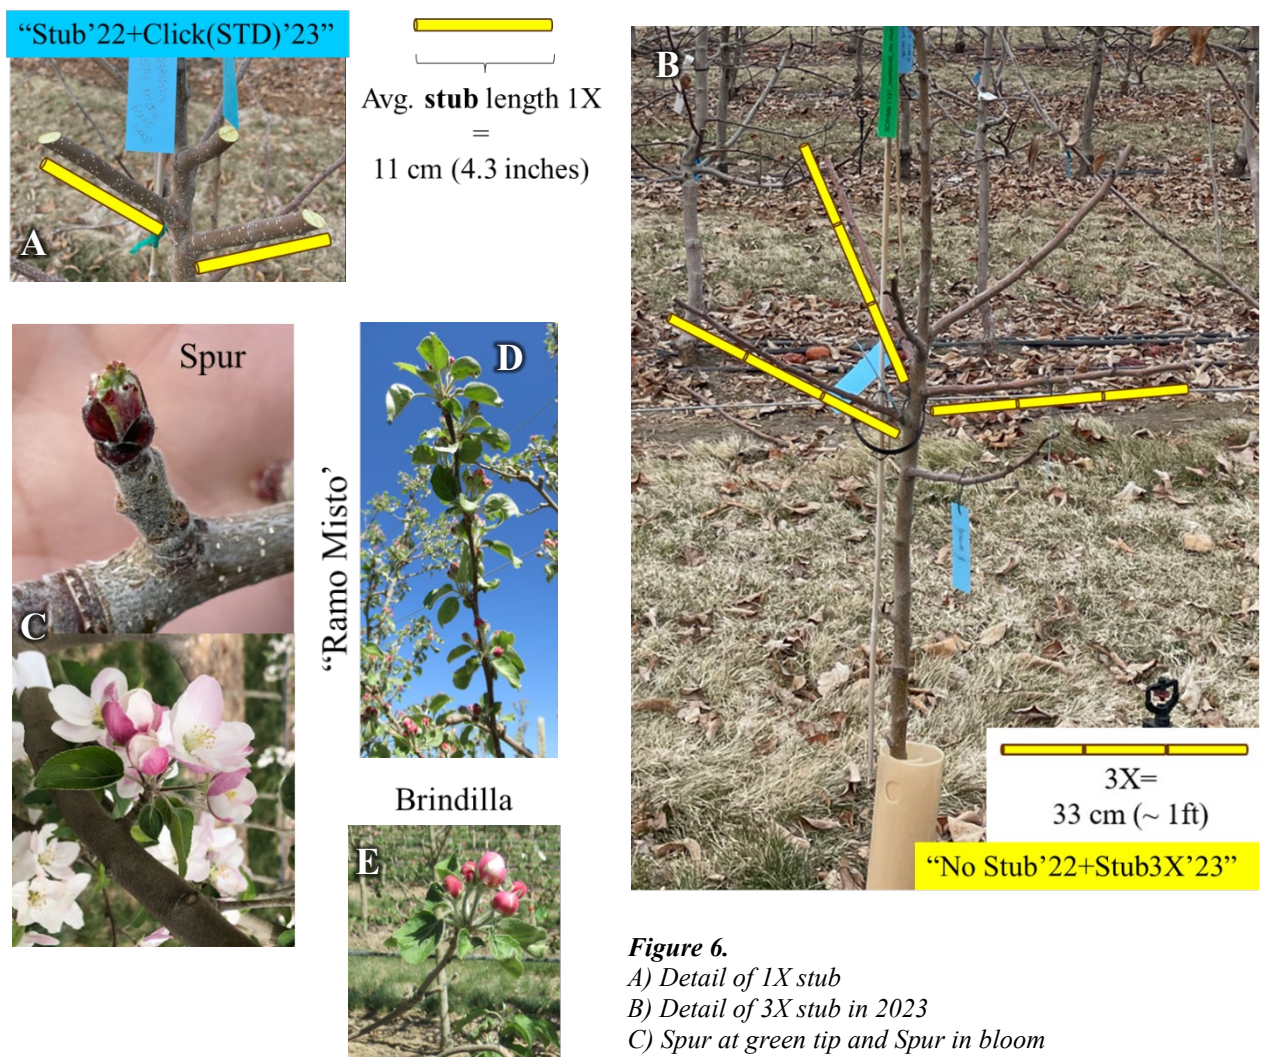 “Stub’22+Click(STD)’23”
Avg. stub length 1X
=
11 cm (4.3 inches)
A
B
Spur
C
“Ramo Misto’
D
Brindilla
E
3X=
33 cm (~ 1ft)
“No Stub’22+Stub3X’23”
Figure 6.
A) Detail of 1X stub
B) Detail of 3X stub in 2023
C) Spur at green tip and Spur in bloom